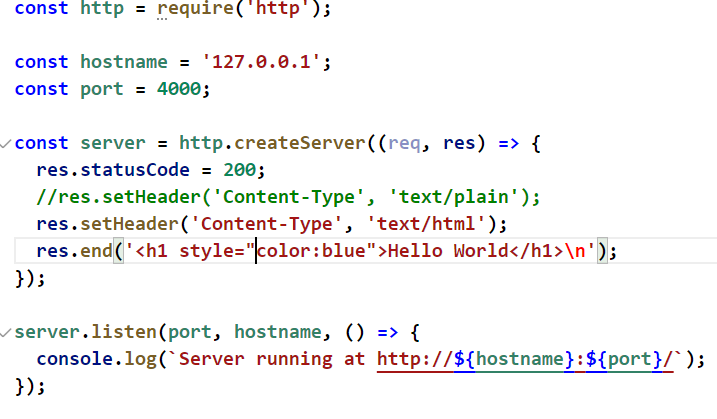 const http = require('http');
const hostname = '127.0.0.1';
const port = 4000;
const server = http.createServer((req, res) => {
  res.statusCode = 200;
  //res.setHeader('Content-Type', 'text/plain');
  res.setHeader('Content-Type', 'text/html');
  res.end('<h1 style="color:blue">Hello World</h1>\n');
});
server.listen(port, hostname, () => {
  console.log(`Server running at http://${hostname}:${port}/`);
});